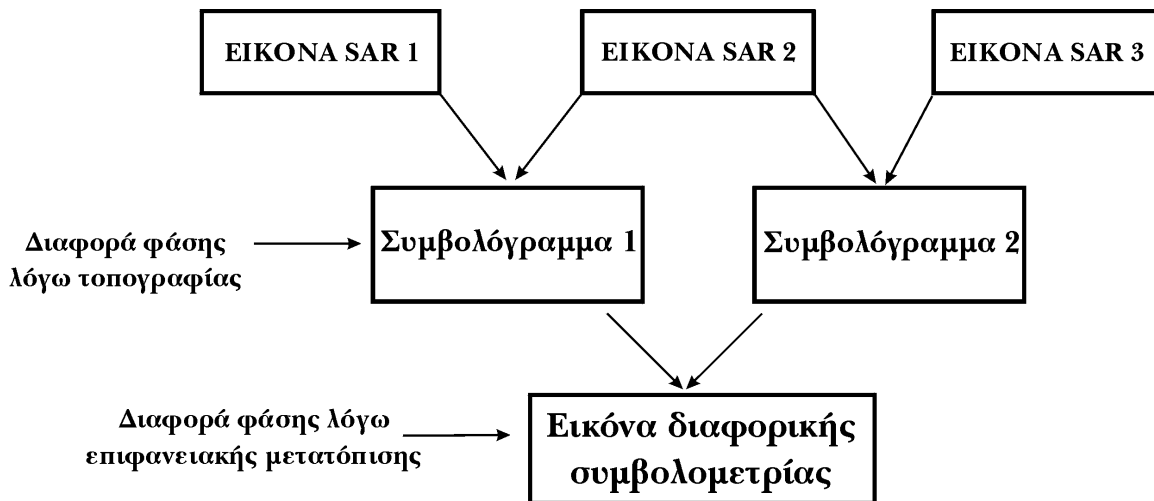 ΕΙΚΟΝΑ SAR 1
ΕΙΚΟΝΑ SAR 2
ΕΙΚΟΝΑ SAR 3
Συμβολόγραμμα 1
Συμβολόγραμμα 2
Διαφορά φάσης
λόγω τοπογραφίας
Διαφορά φάσης λόγω
επιφανειακής μετατόπισης
Εικόνα διαφορικής
συμβολομετρίας